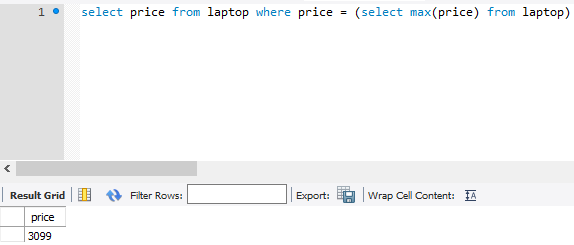 1 select price from laptop where price = (select max(price) from laptop)
Result Grid Filter Rows: Export: Wrap Cell Content:
price
3099